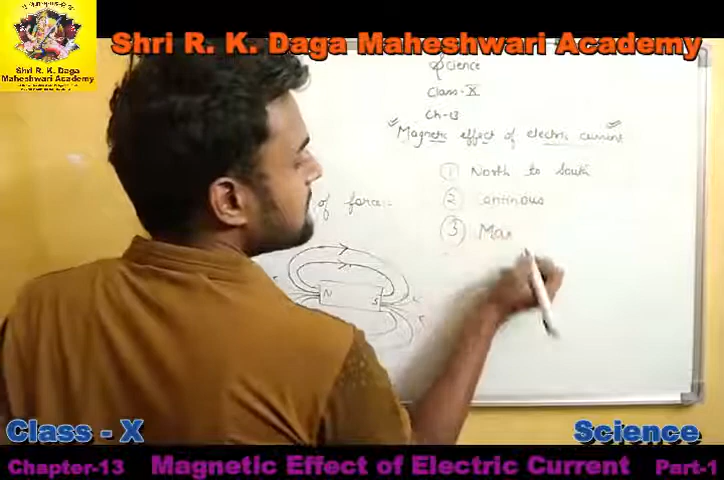 Shri R. K. Daga Maheshwari Academy
Shri R. K. Daga
Maheshwari Academy
Science
Class-X
Ch-13
"Magnetic effect of electric current"
of force:-
1 North to South
2 Continous
3 Max
N S
Class - X
Science
Chapter-13 Magnetic Effect of Electric Current Part-1